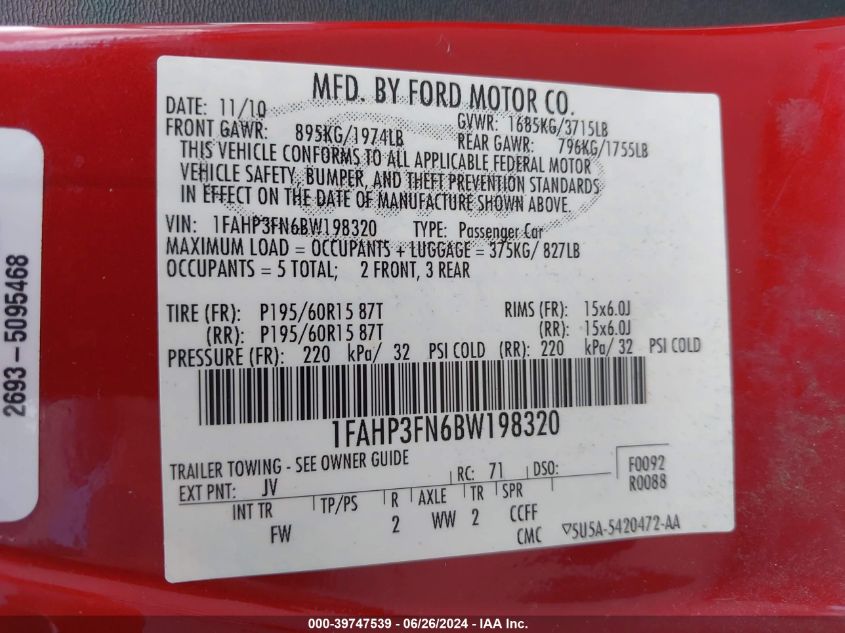 MFD. BY FORD MOTOR CO.
DATE: 11/10 GVWR: 1685KG/3715LB
FRONT GAWR: 895KG/1974LB REAR GAWR: 796KG/1755LB
THIS VEHICLE CONFORMS TO ALL APPLICABLE FEDERAL MOTOR
VEHICLE SAFETY, BUMPER, AND THEFT PREVENTION STANDARDS
IN EFFECT ON THE DATE OF MANUFACTURE SHOWN ABOVE.
VIN: 1FAHP3FN6BW198320 TYPE: Passenger Car
MAXIMUM LOAD = OCCUPANTS + LUGGAGE = 375KG/ 827LB
OCCUPANTS = 5 TOTAL; 2 FRONT, 3 REAR
TIRE (FR): P195/60R15 87T RIMS (FR): 15x6.0J
(RR): P195/60R15 87T (RR): 15x6.0J
PRESSURE (FR): 220 kPa/ 32 PSI COLD (RR): 220 kPa/ 32 PSI COLD
1FAHP3FN6BW198320
TRAILER TOWING - SEE OWNER GUIDE RC: 71 DSO: F0092
EXT PNT: JV R0088
INT TR TP/PS R AXLE TR SPR
FW 2 WW 2 CCFF
CMC 5U5A-5420472-AA
2693 - 5095468
000-39747539 - 06/26/2024 - IAA Inc.